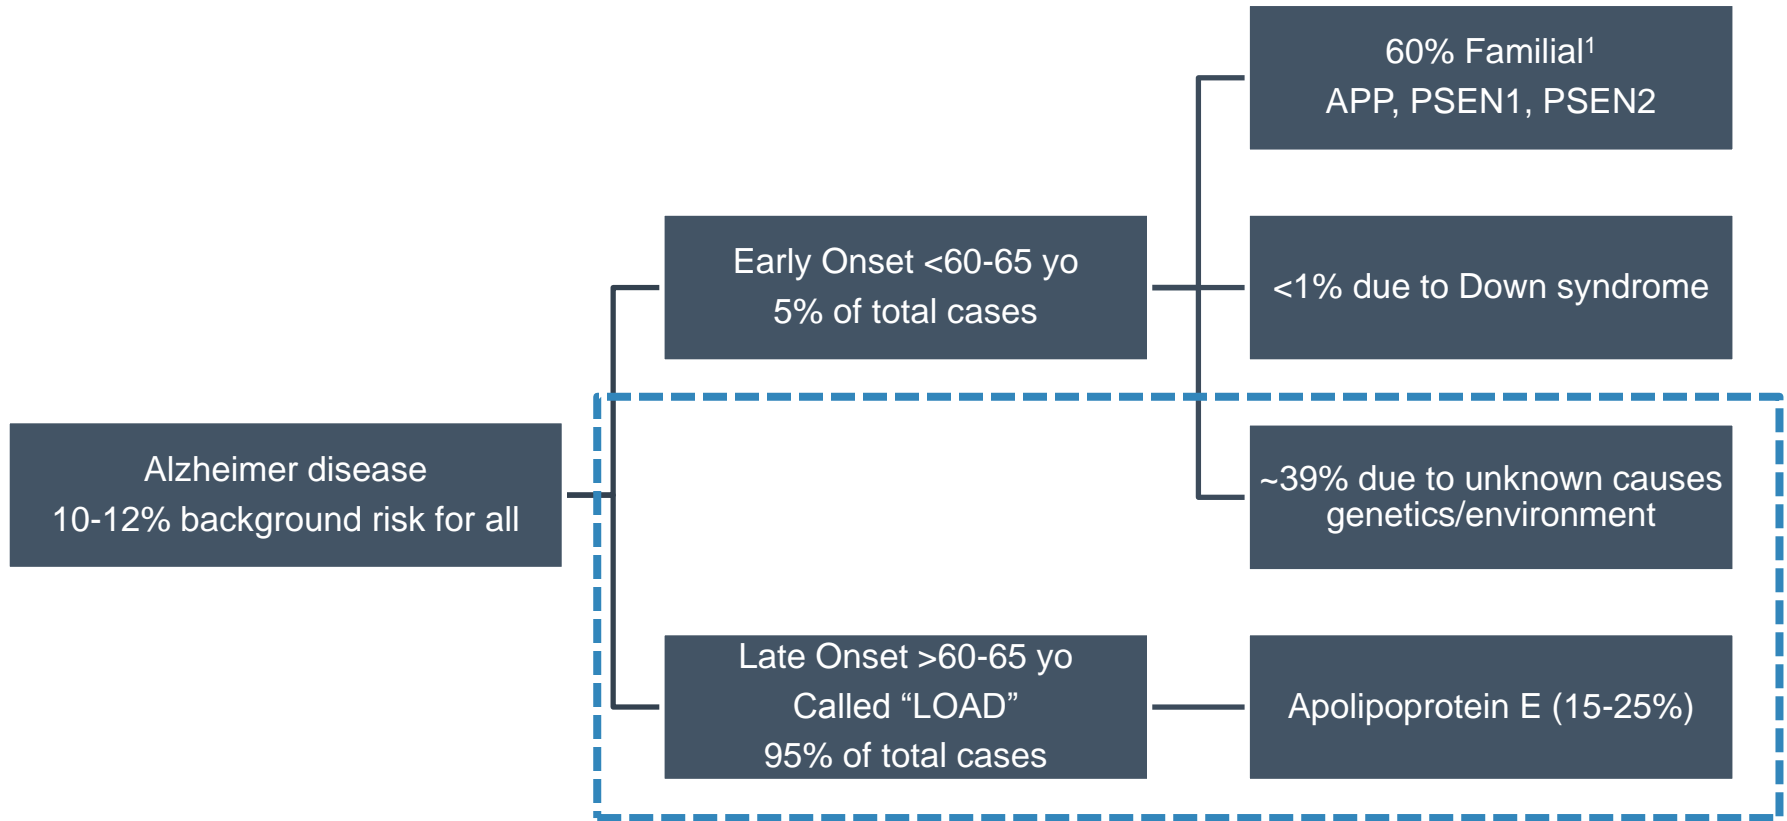 60% Familial¹
APP, PSEN1, PSEN2
Early Onset <60-65 yo
5% of total cases
<1% due to Down syndrome
Alzheimer disease
10-12% background risk for all
~39% due to unknown causes
genetics/environment
Late Onset >60-65 yo
Called “LOAD”
95% of total cases
Apolipoprotein E (15-25%)